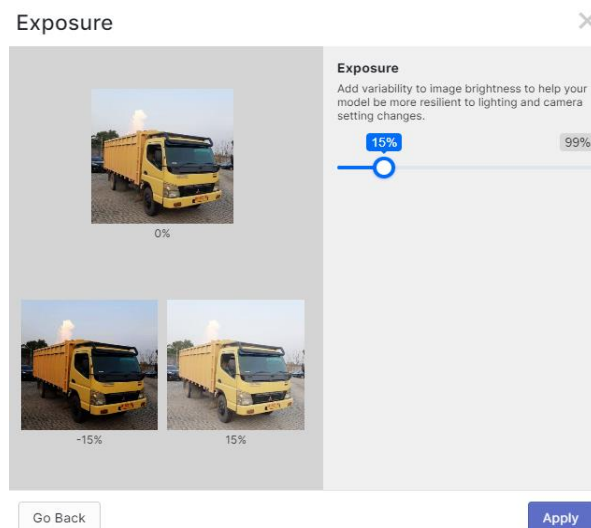 Exposure
Exposure
Add variability to image brightness to help your
model be more resilient to lighting and camera
setting changes.
15% 99%
0%
-15% 15%
Go Back Apply